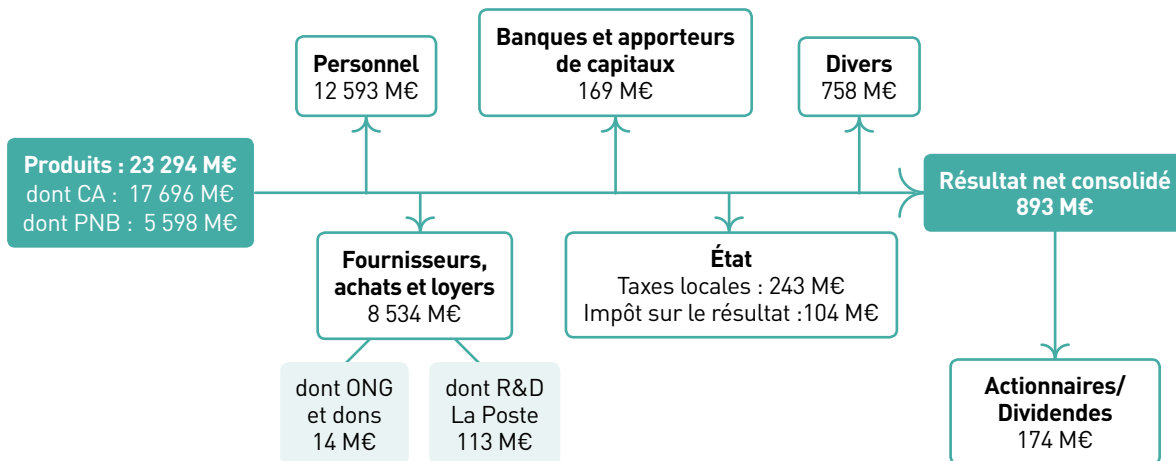 Personnel
12 593 M€
Banques et apporteurs
de capitaux
169 M€
Divers
758 M€
Produits : 23 294 M€
dont CA : 17 696 M€
dont PNB : 5 598 M€
Résultat net consolidé
893 M€
Fournisseurs,
achats et loyers
8 534 M€
État
Taxes locales : 243 M€
Impôt sur le résultat :104 M€
dont ONG
et dons
14 M€
dont R&D
La Poste
113 M€
Actionnaires/
Dividendes
174 M€